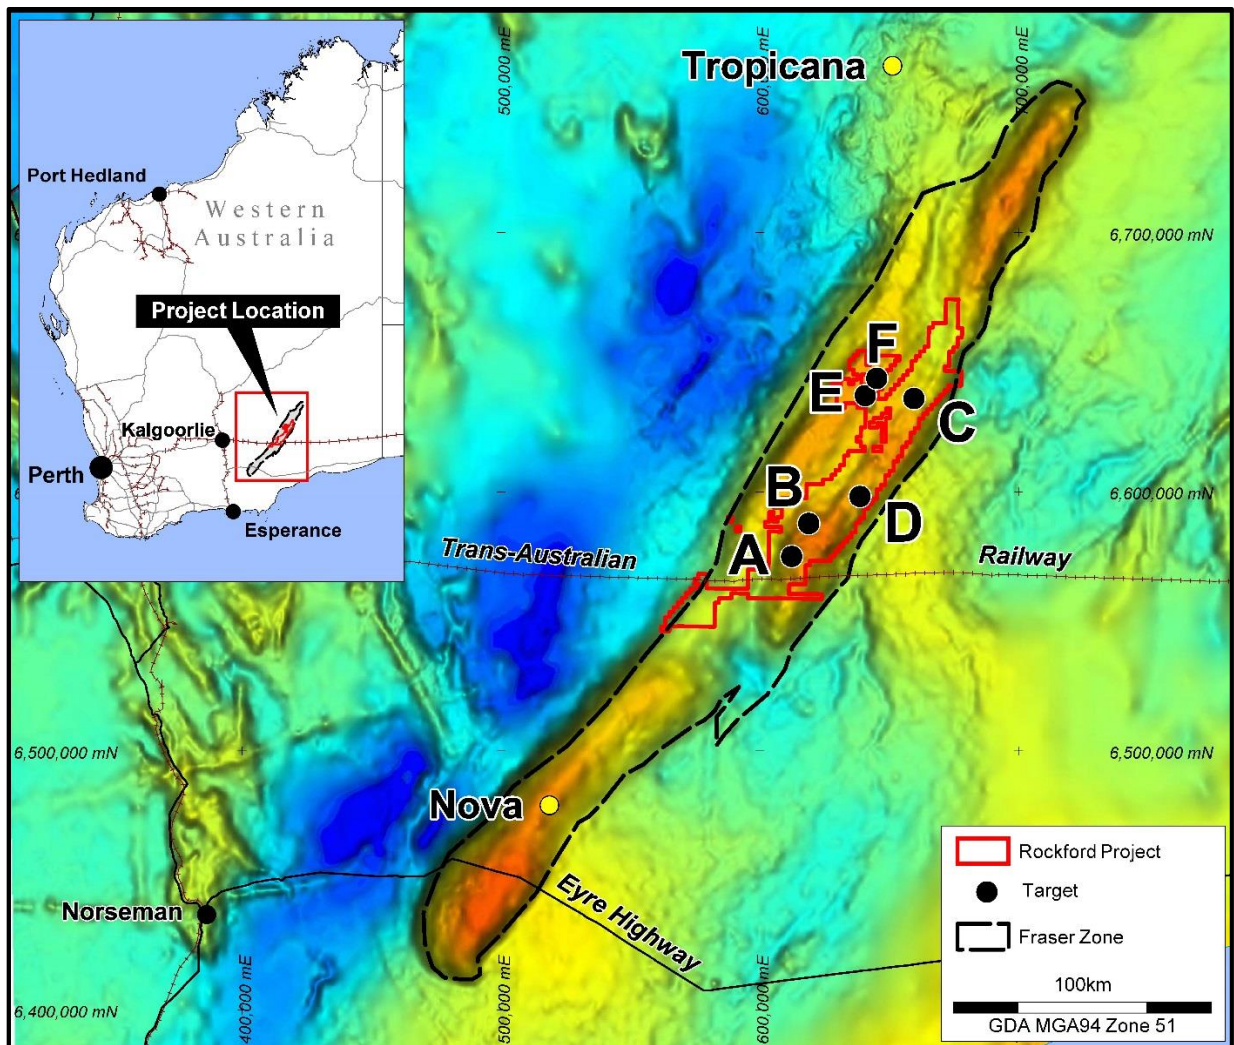 Port Hedland
Western
Australia
Project Location
Kalgoorlie
Perth
Esperance
500,000 mE
600,000 mE
700,000 mE
Tropicana
6,700,000 mN
F
E
C
B
D
A
6,600,000 mN
Trans-Australian
Railway
6,500,000 mN
6,500,000 mN
Nova
Eyre Highway
Norseman
6,400,000 mN
400,000 mE
500,000 mE
600,000 mE
Rockford Project
Target
Fraser Zone
100km
GDA MGA94 Zone 51